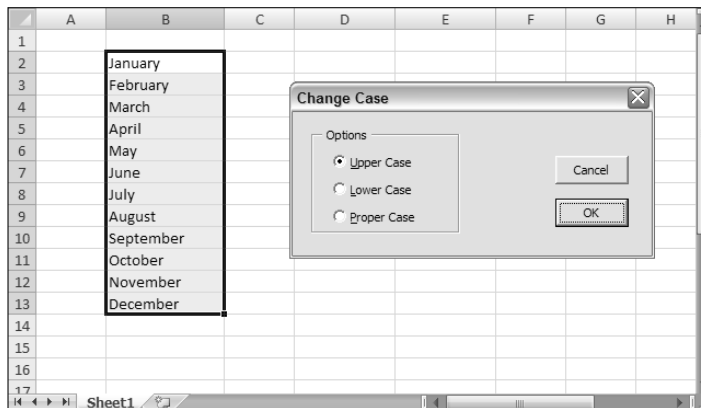 A B C D E F G H
1
2 January
3 February
4 March
5 April
6 May
7 June
8 July
9 August
10 September
11 October
12 November
13 December
14
15
16
17
Change Case
Options
Upper Case
Lower Case
Proper Case
Cancel
OK
Sheet1